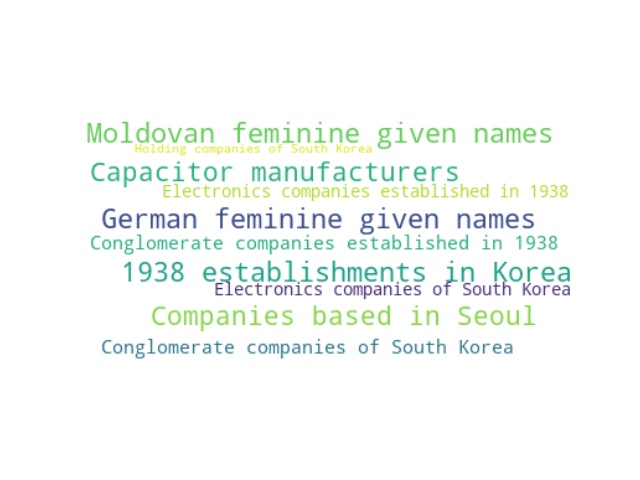 Moldovan feminine given names
Holding companies of South Korea
Capacitor manufacturers
Electronics companies established in 1938
German feminine given names
Conglomerate companies established in 1938
1938 establishments in Korea
Electronics companies of South Korea
Companies based in Seoul
Conglomerate companies of South Korea